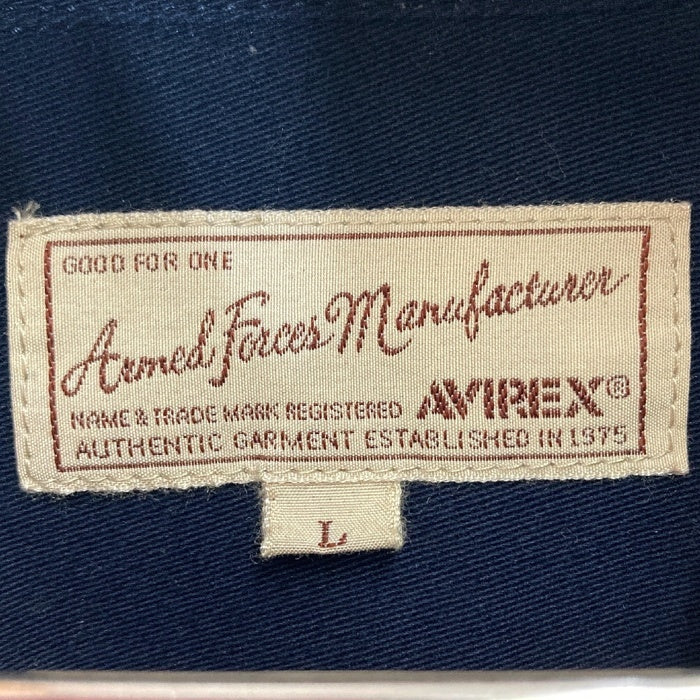 GOOD FOR ONE
Armed Forces Manufacturer
NAME & TRADE MARK REGISTERED AVIREX®
AUTHENTIC GARMENT ESTABLISHED IN 1975
L